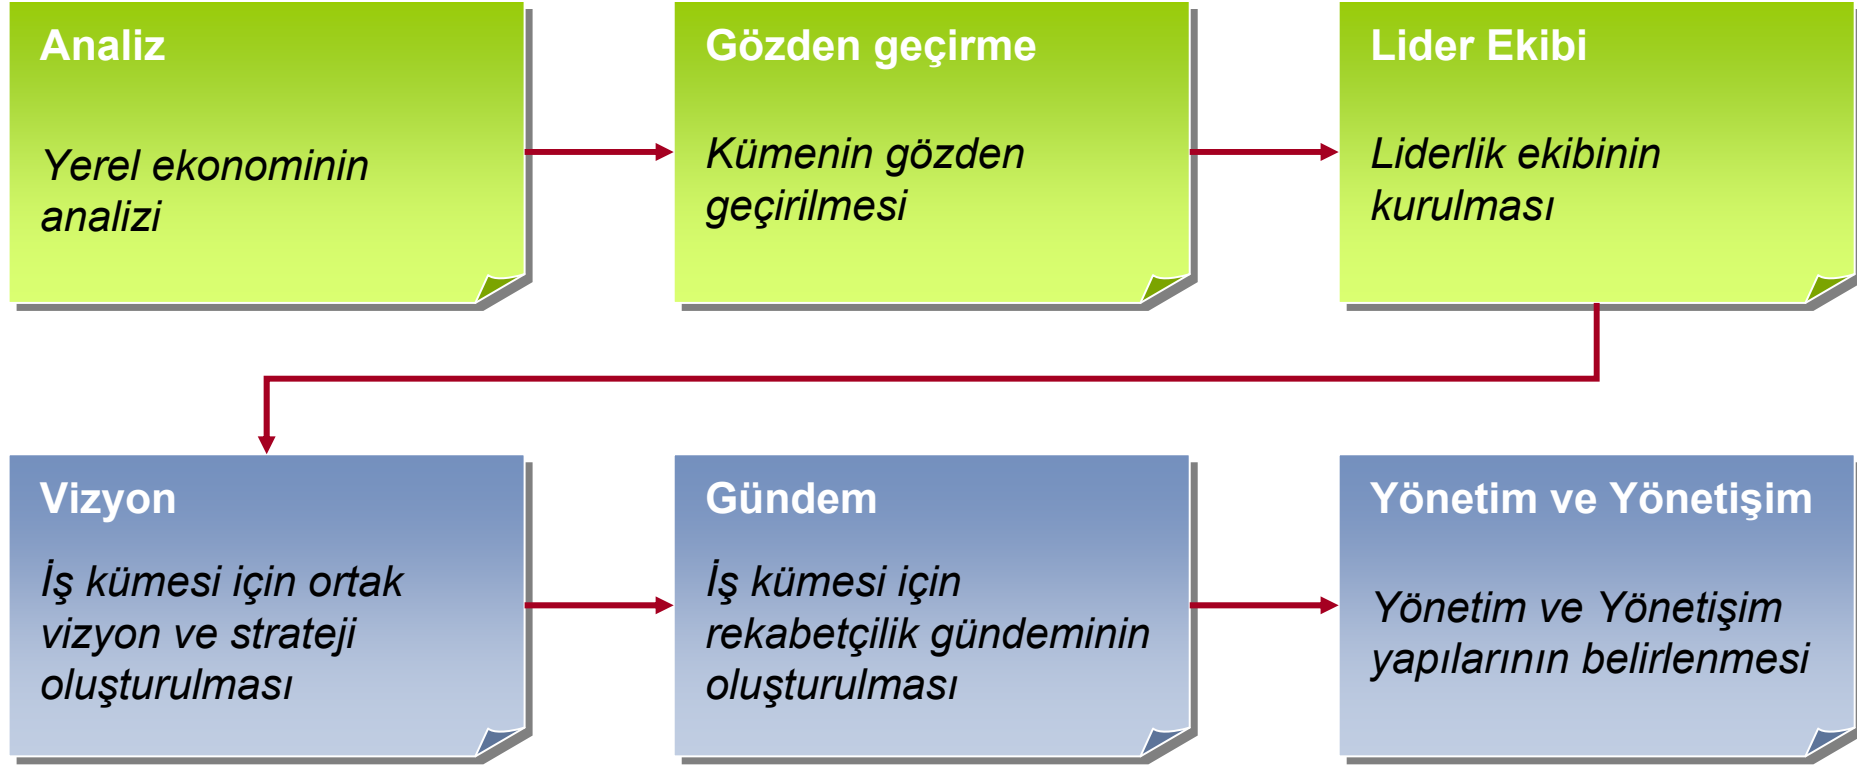 Analiz
Yerel ekonominin
analizi
Gözden geçirme
Kümenin gözden
geçirilmesi
Lider Ekibi
Liderlik ekibinin
kurulması
Vizyon
İş kümesi için ortak
vizyon ve strateji
oluşturulması
Gündem
İş kümesi için
rekabetçilik gündeminin
oluşturulması
Yönetim ve Yönetişim
Yönetim ve Yönetişim
yapılarının belirlenmesi